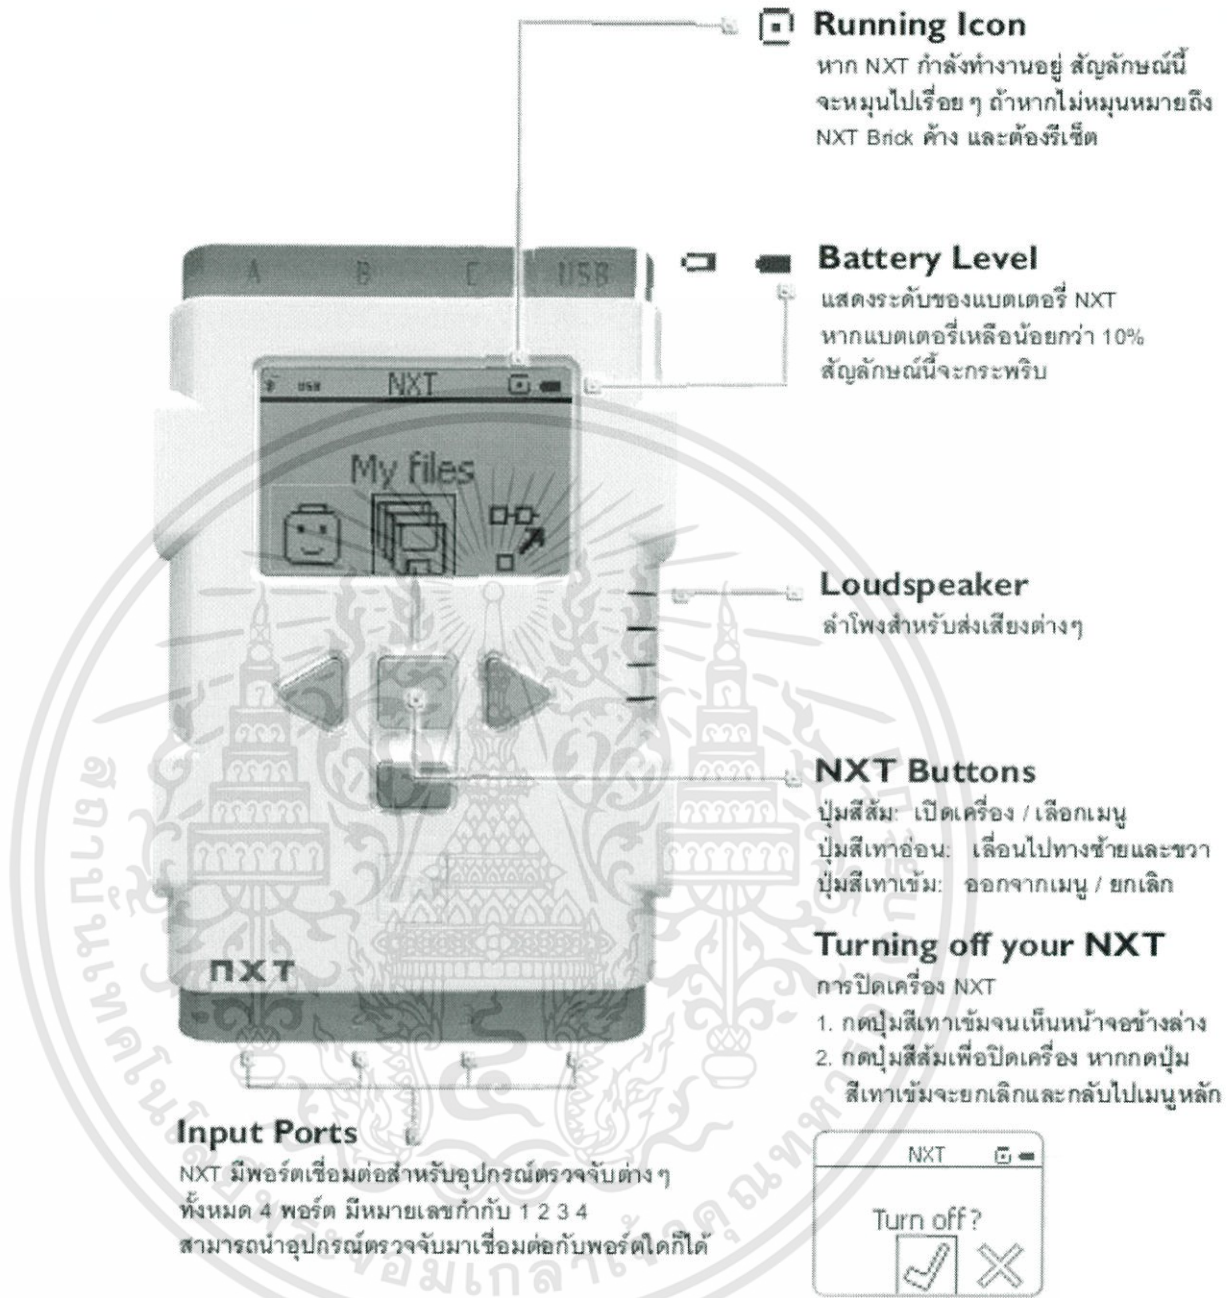 Running Icon
หาก NXT กำลังทำงานอยู่ สัญลักษณ์นี้
จะหมุนไปเรื่อย ๆ ถ้าหากไม่หมุนหมายถึง
NXT Brick ค้าง และต้องรีเซ็ต
Battery Level
แสดงระดับของแบตเตอรี่ NXT
หากแบตเตอรี่เหลือน้อยกว่า 10%
สัญลักษณ์นี้จะกระพริบ
A B C USB
USB NXT
My files
Loudspeaker
ลำโพงสำหรับส่งเสียงต่างๆ
NXT Buttons
ปุ่มสีส้ม: เปิดเครื่อง / เลือกเมนู
ปุ่มสีเทาอ่อน: เลื่อนไปทางซ้ายและขวา
ปุ่มสีเทาเข้ม: ออกจากเมนู / ยกเลิก
NXT
Turning off your NXT
การปิดเครื่อง NXT
1. กดปุ่มสีเทาเข้มจนเห็นหน้าจอข้างล่าง
2. กดปุ่มสีส้มเพื่อปิดเครื่อง หากกดปุ่ม
สีเทาเข้มจะยกเลิกและกลับไปเมนูหลัก
Input Ports
NXT มีพอร์ตเชื่อมต่อสำหรับอุปกรณ์ตรวจจับต่าง ๆ
ทั้งหมด 4 พอร์ต มีหมายเลขกำกับ 1 2 3 4
สามารถนำอุปกรณ์ตรวจจับมาเชื่อมต่อกับพอร์ตใดก็ได้
NXT
Turn off?